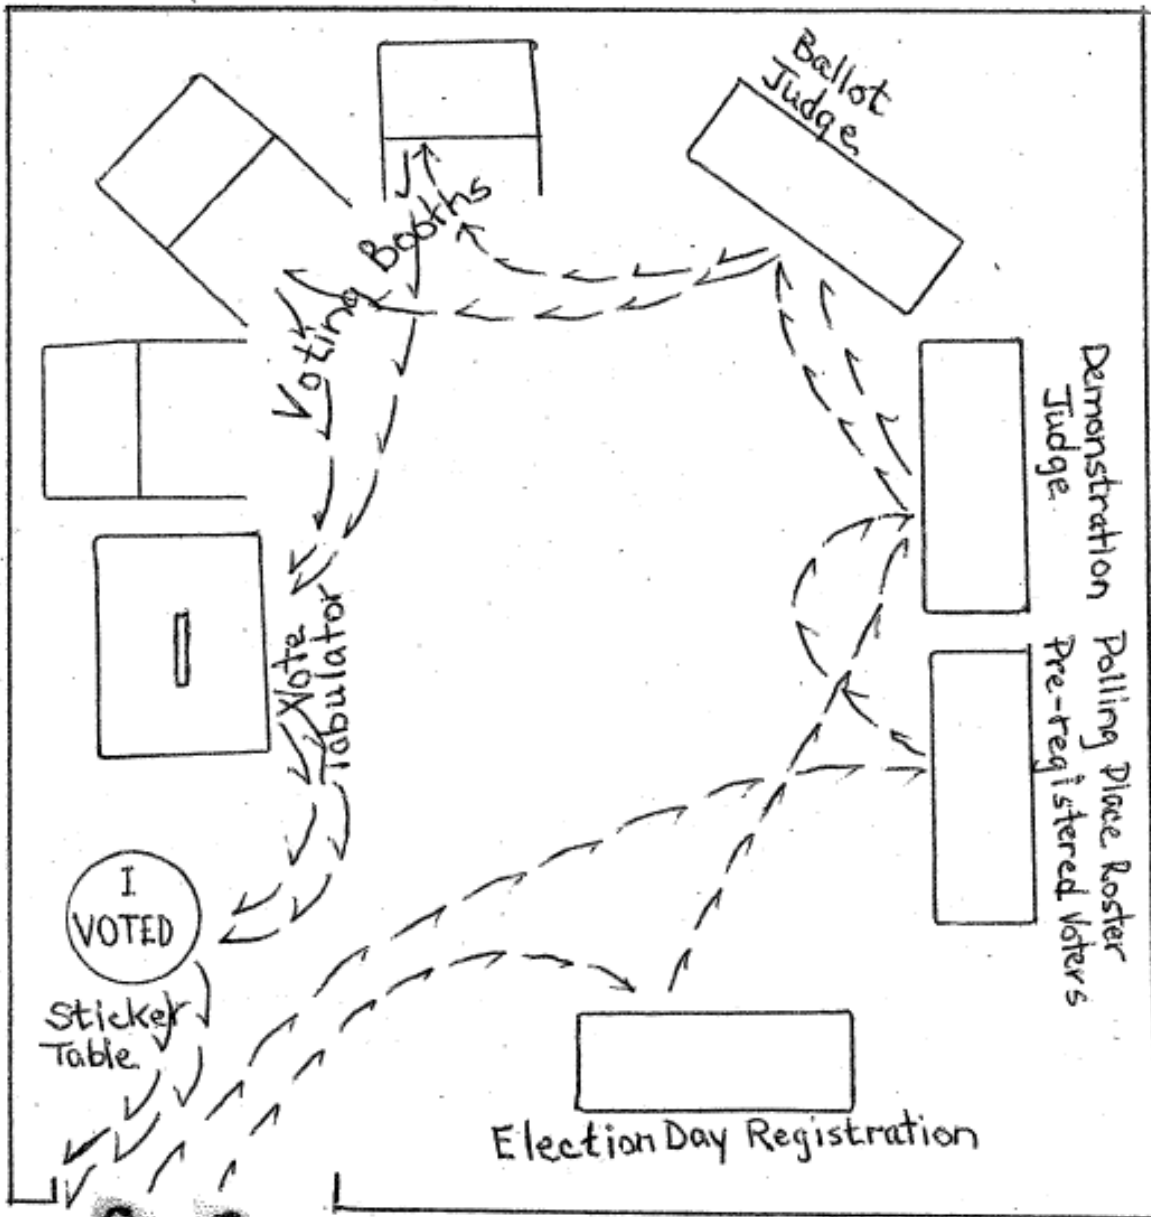 Ballot
Judge
Voting Booths
Demonstration
Judge
Vote
Tabulator
Polling Place Roster
Pre-registered Voters
I
VOTED
Sticker
Table
Election Day Registration